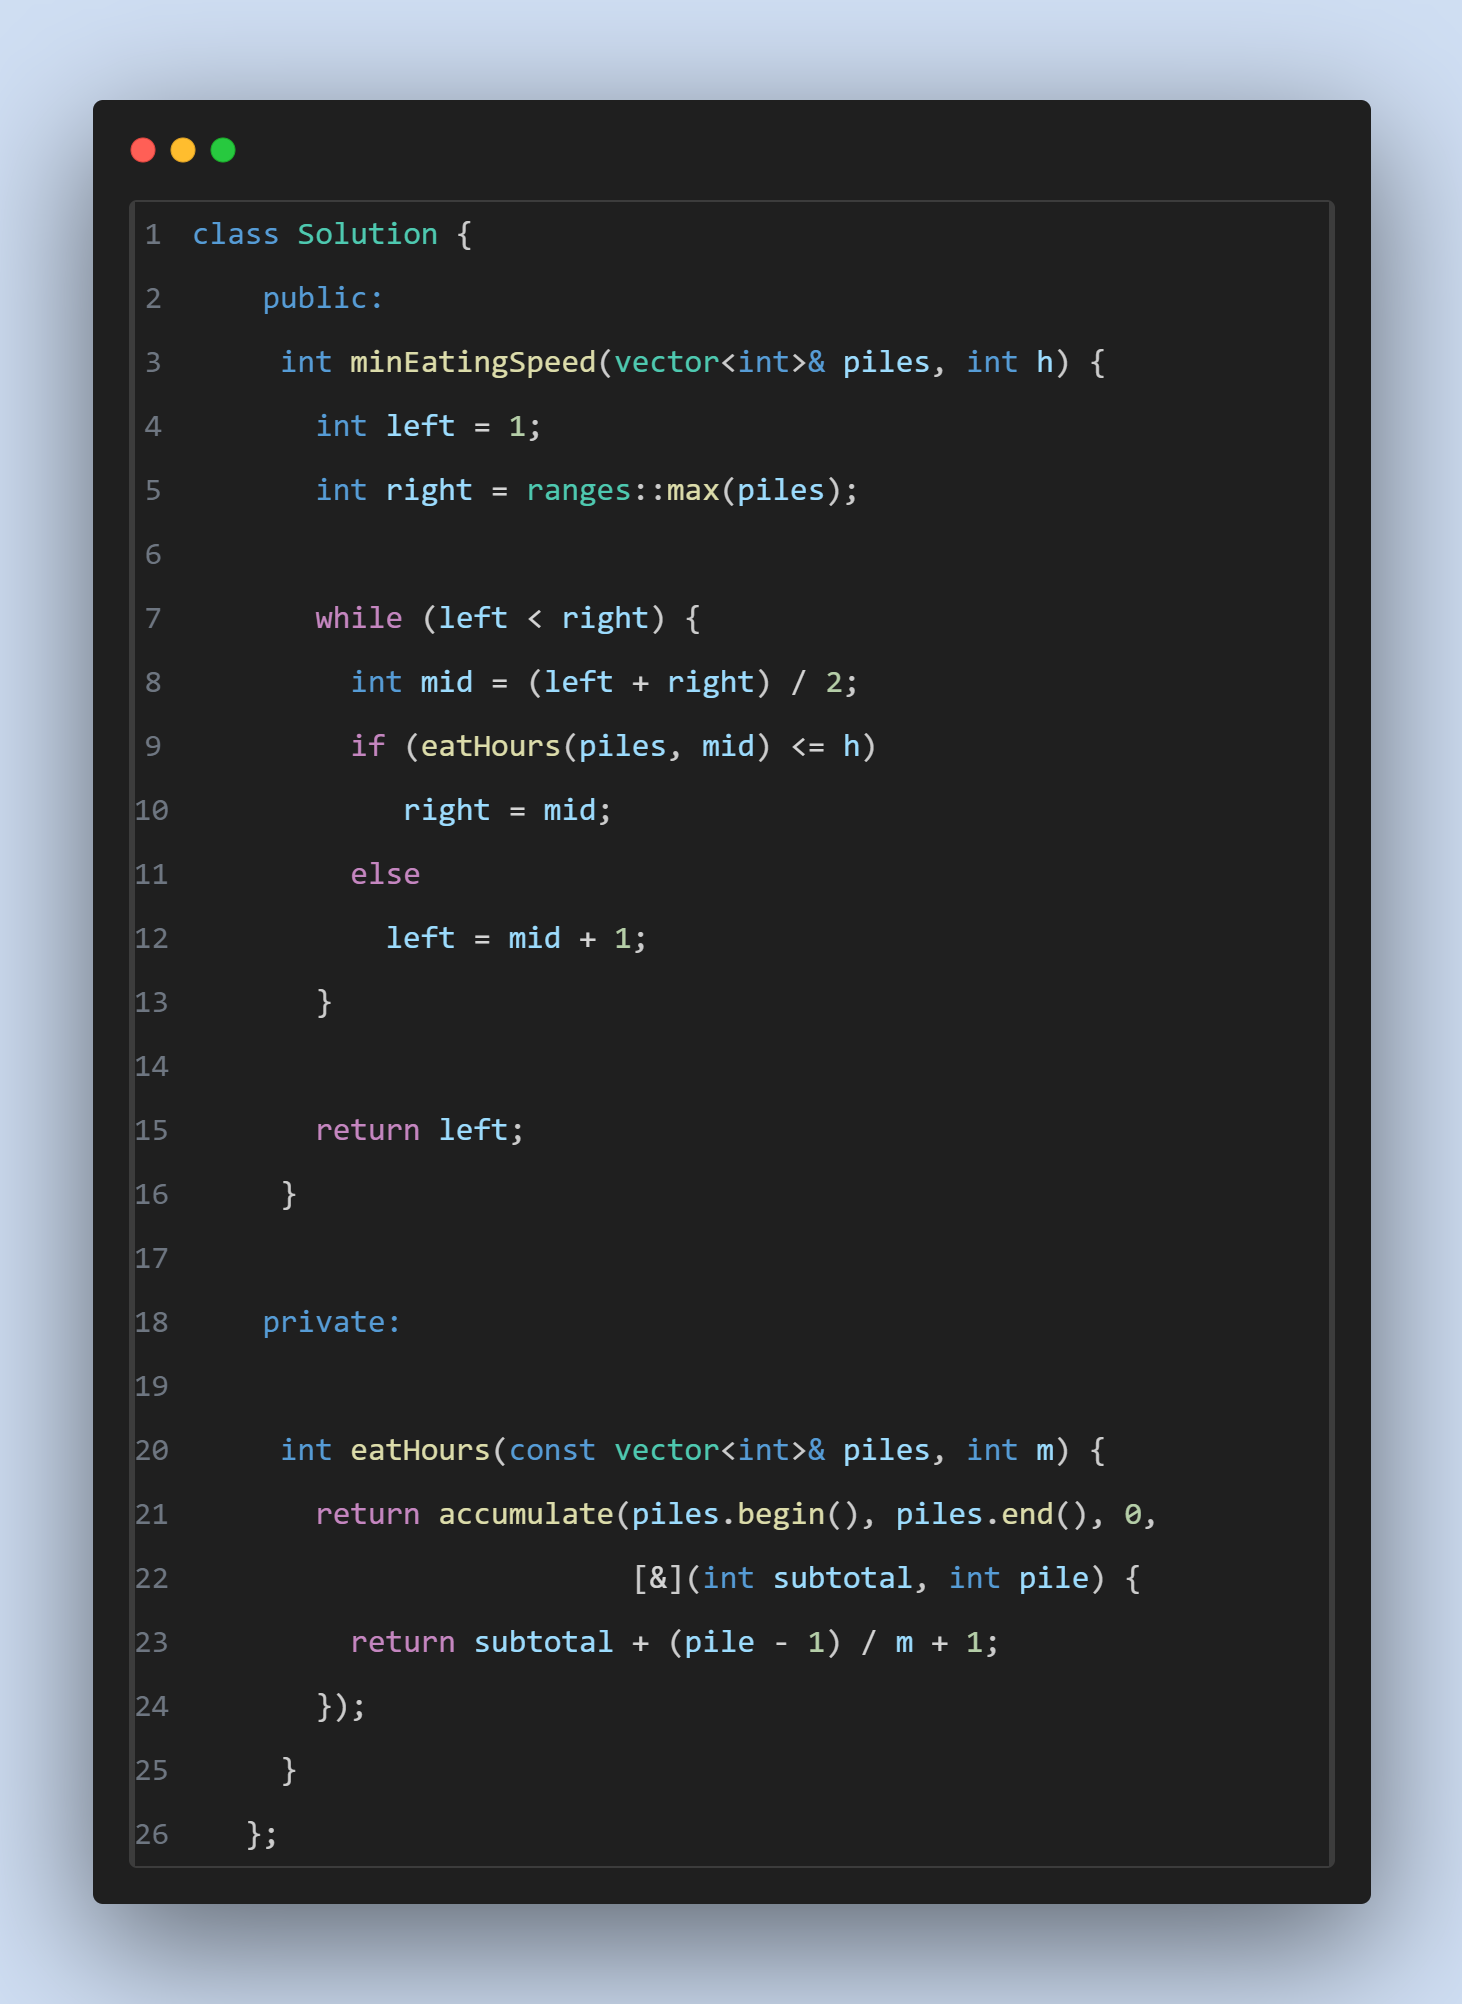 1 class Solution {
2     public:
3      int minEatingSpeed(vector<int>& piles, int h) {
4        int left = 1;
5        int right = ranges::max(piles);
6
7        while (left < right) {
8          int mid = (left + right) / 2;
9          if (eatHours(piles, mid) <= h)
10            right = mid;
11         else
12           left = mid + 1;
13       }
14
15       return left;
16     }
17
18    private:
19
20     int eatHours(const vector<int>& piles, int m) {
21       return accumulate(piles.begin(), piles.end(), 0,
22                         [&](int subtotal, int pile) {
23         return subtotal + (pile - 1) / m + 1;
24       });
25     }
26   };